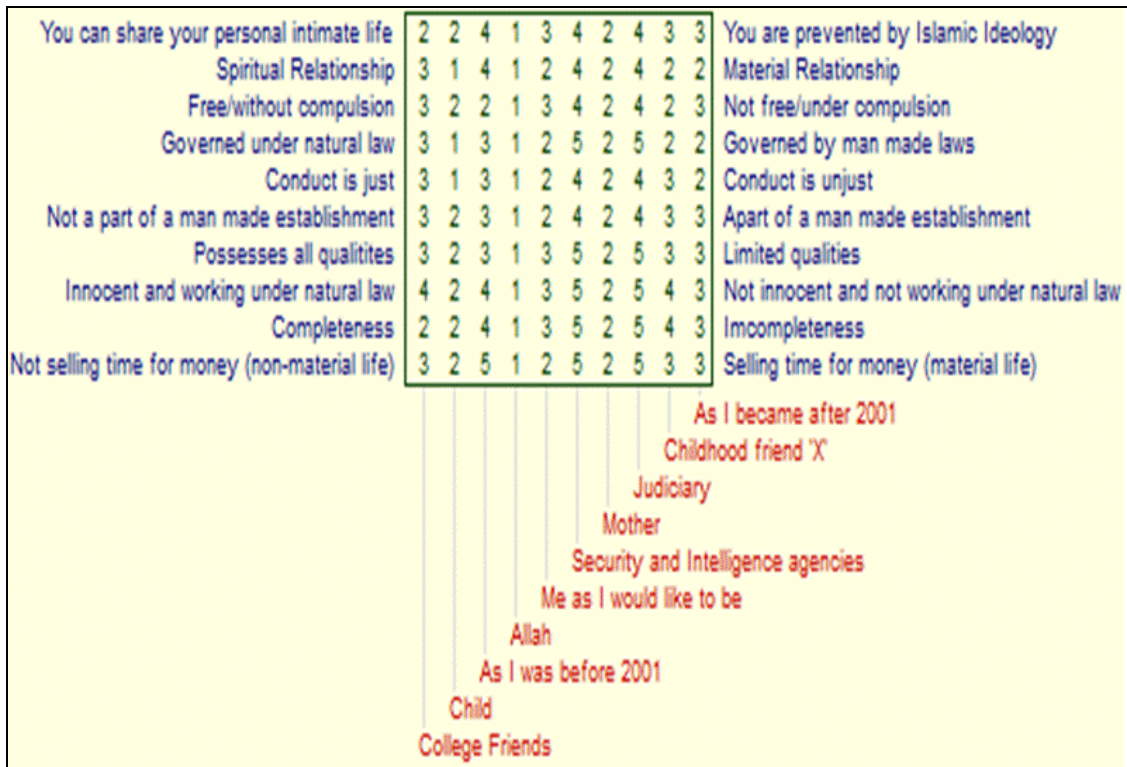 You can share your personal intimate life 2 2 4 1 3 4 2 4 3 3 You are prevented by Islamic Ideology
Spiritual Relationship 3 1 4 1 2 4 2 4 2 2 Material Relationship
Free/without compulsion 3 2 2 1 3 4 2 4 2 3 Not free/under compulsion
Governed under natural law 3 1 3 1 2 5 2 5 2 2 Governed by man made laws
Conduct is just 3 1 3 1 2 4 2 4 3 2 Conduct is unjust
Not a part of a man made establishment 3 2 3 1 2 4 2 4 3 3 Apart of a man made establishment
Possesses all qualitites 3 2 3 1 3 5 2 5 3 3 Limited qualities
Innocent and working under natural law 4 2 4 1 3 5 2 5 4 3 Not innocent and not working under natural law
Completeness 2 2 4 1 3 5 2 5 4 3 Imcompleteness
Not selling time for money (non-material life) 3 2 5 1 2 5 2 5 3 3 Selling time for money (material life)
As I became after 2001
Childhood friend 'X'
Judiciary
Mother
Security and Intelligence agencies
Me as I would like to be
Allah
As I was before 2001
Child
College Friends